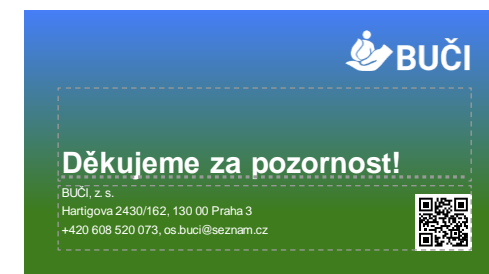 BUČI
Děkujeme za pozornost!
BUČI, z. s.
Hartigova 2430/162, 130 00 Praha 3
+420 608 520 073, os.buci@seznam.cz